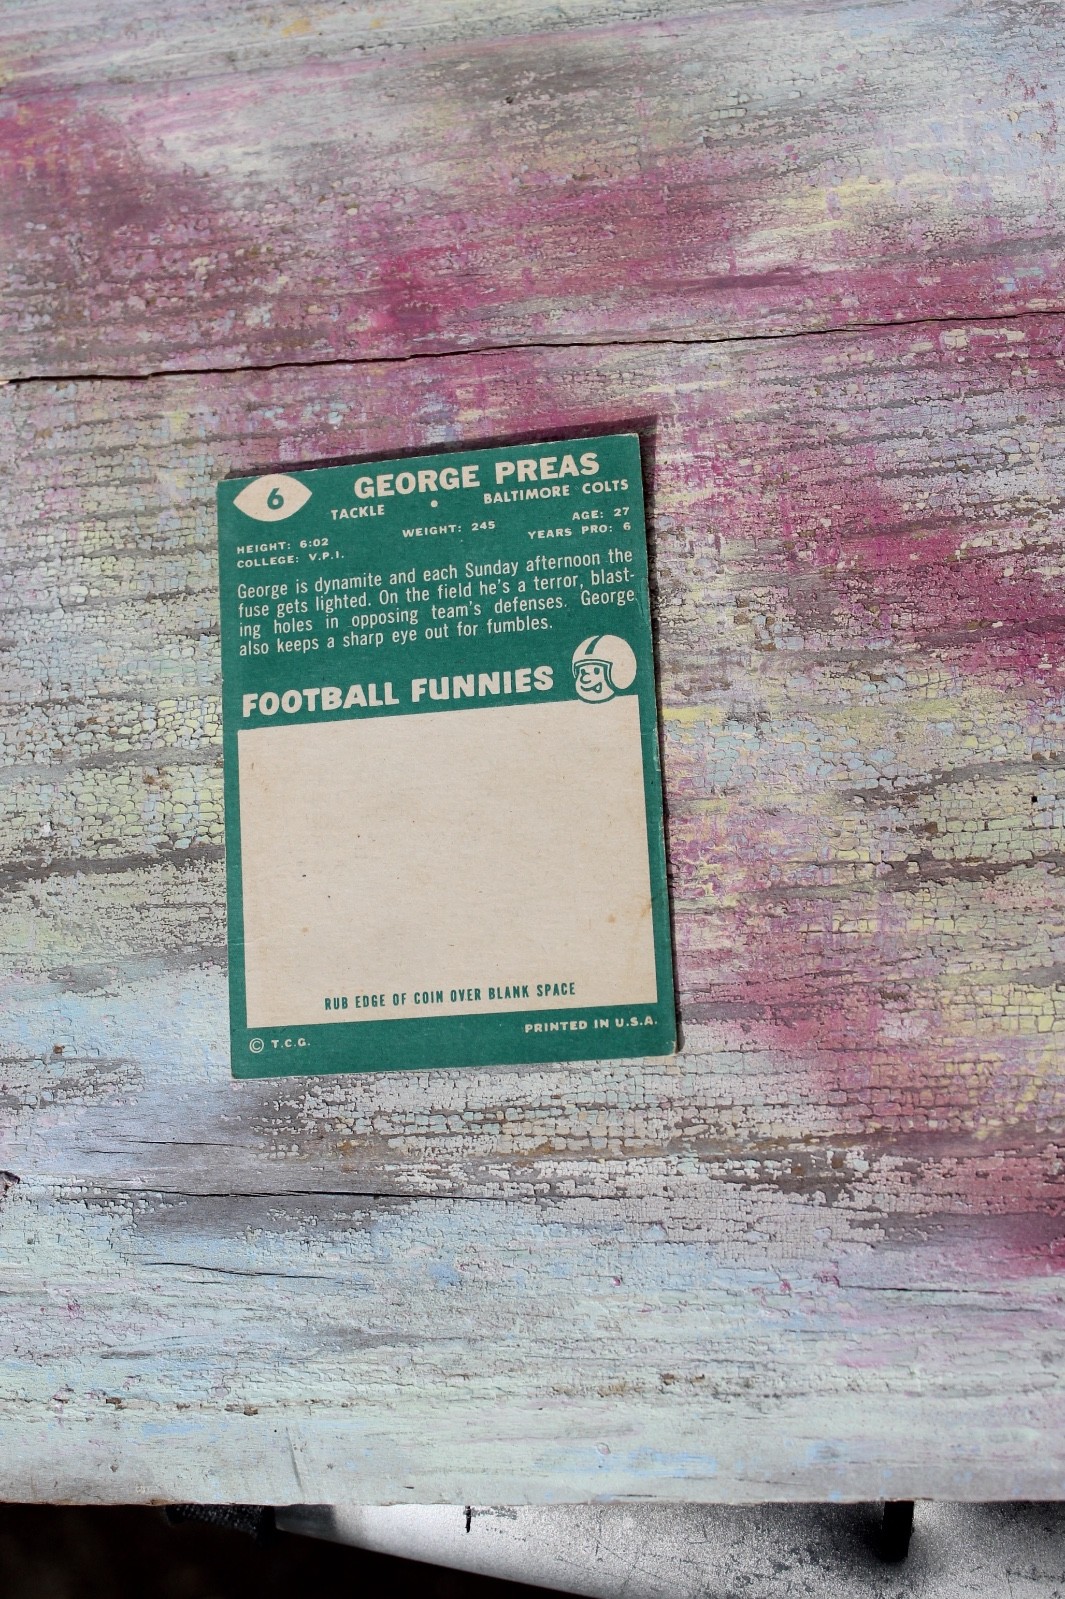 6
GEORGE PREAS
TACKLE • BALTIMORE COLTS
HEIGHT: 6:02 WEIGHT: 245 AGE: 27
COLLEGE: V.P.I. YEARS PRO: 6
George is dynamite and each Sunday afternoon the
fuse gets lighted. On the field he's a terror, blast-
ing holes in opposing team's defenses. George
also keeps a sharp eye out for fumbles.
FOOTBALL FUNNIES
RUB EDGE OF COIN OVER BLANK SPACE
© T.C.G. PRINTED IN U.S.A.